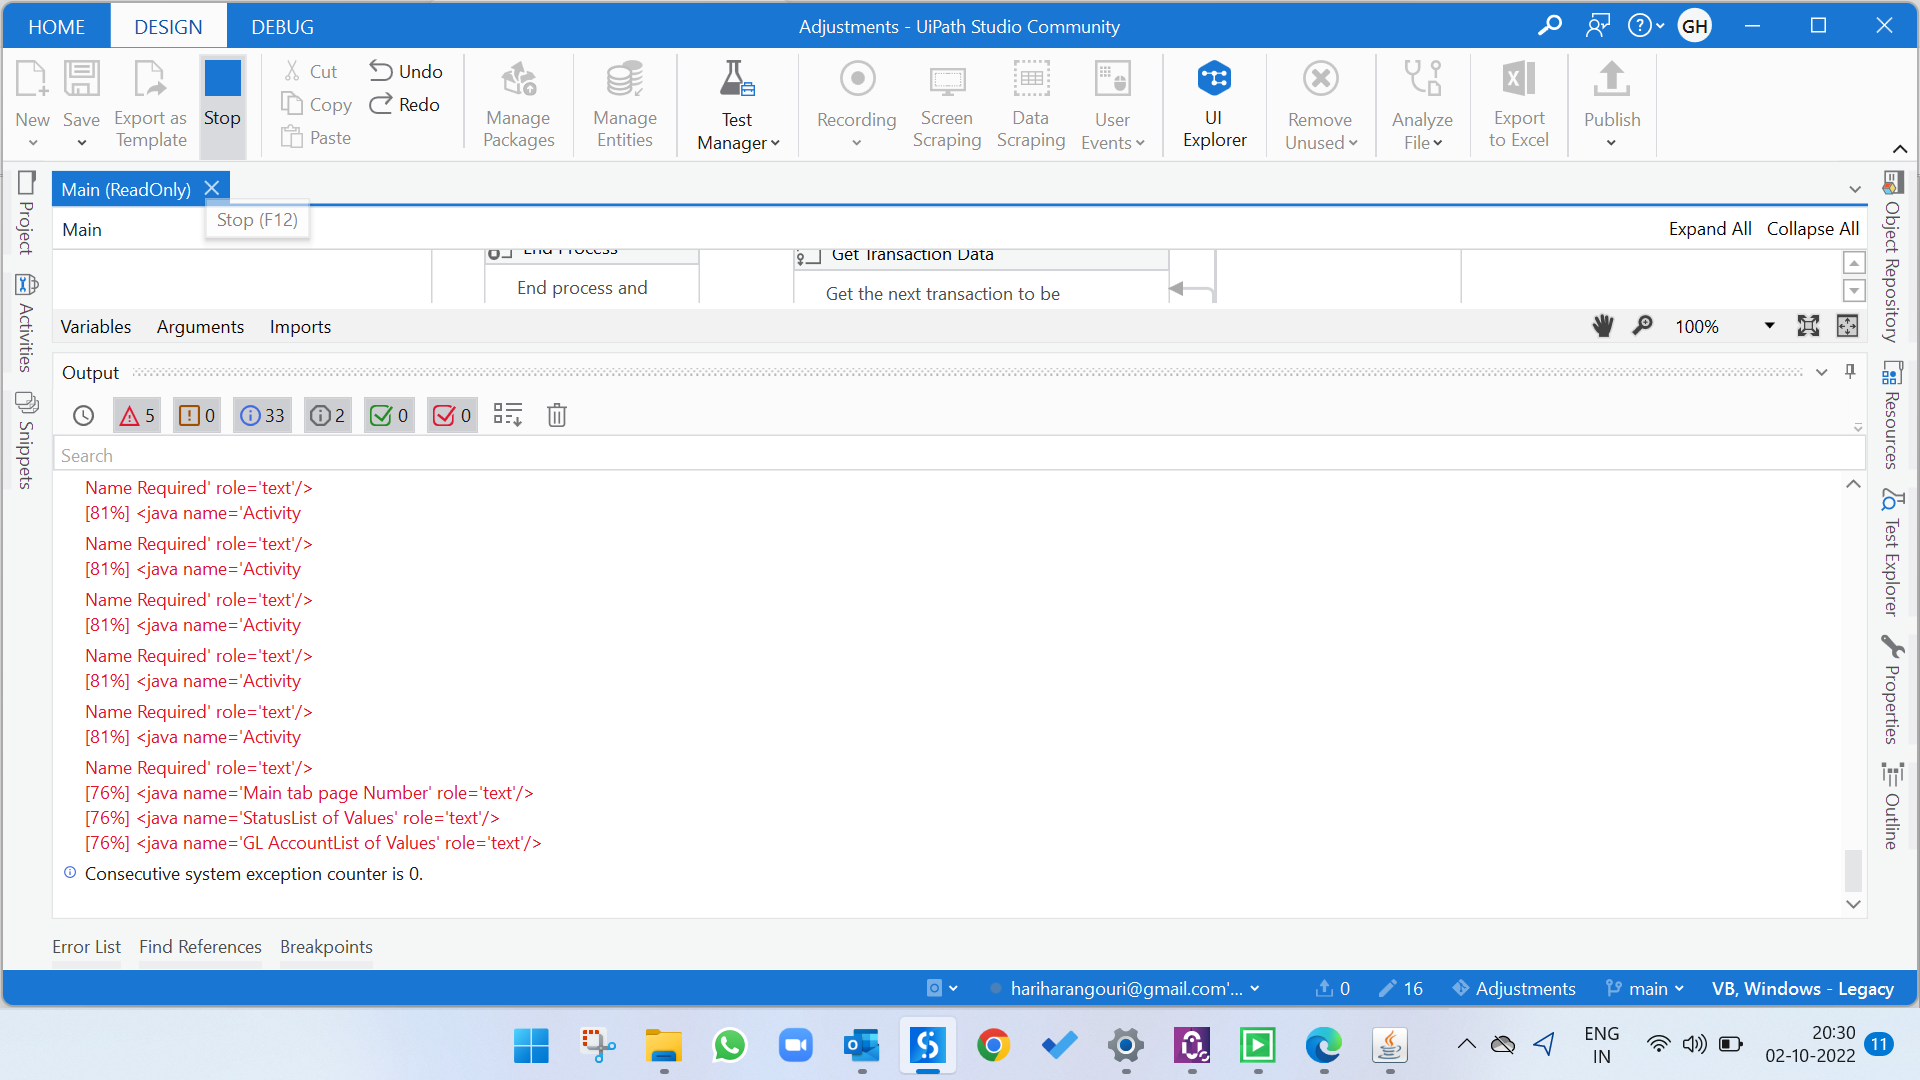 HOME DESIGN DEBUG
Adjustments - UiPath Studio Community
GH
New
Save
Export as Template
Stop
Cut
Copy
Paste
Undo
Redo
Manage Packages
Manage Entities
Test Manager
Recording
Screen Scraping
Data Scraping
User Events
UI Explorer
Remove Unused
Analyze File
Export to Excel
Publish
Main (ReadOnly)
Stop (F12)
Main
Expand All Collapse All
End Process
End process and
Get Transaction Data
Get the next transaction to be
Variables Arguments Imports
100%
Output
5 0 33 2 0 0
Search
Name Required' role='text'/>
[81%] <java name='Activity
Name Required' role='text'/>
[81%] <java name='Activity
Name Required' role='text'/>
[81%] <java name='Activity
Name Required' role='text'/>
[81%] <java name='Activity
Name Required' role='text'/>
[81%] <java name='Activity
Name Required' role='text'/>
[76%] <java name='Main tab page Number' role='text'/>
[76%] <java name='StatusList of Values' role='text'/>
[76%] <java name='GL AccountList of Values' role='text'/>
Consecutive system exception counter is 0.
Error List Find References Breakpoints
Project
Activities
Snippets
Object Repository
Resources
Test Explorer
Properties
Outline
hariharangouri@gmail.com'... 0 16 Adjustments main VB, Windows - Legacy
ENG
IN
20:30
02-10-2022
11